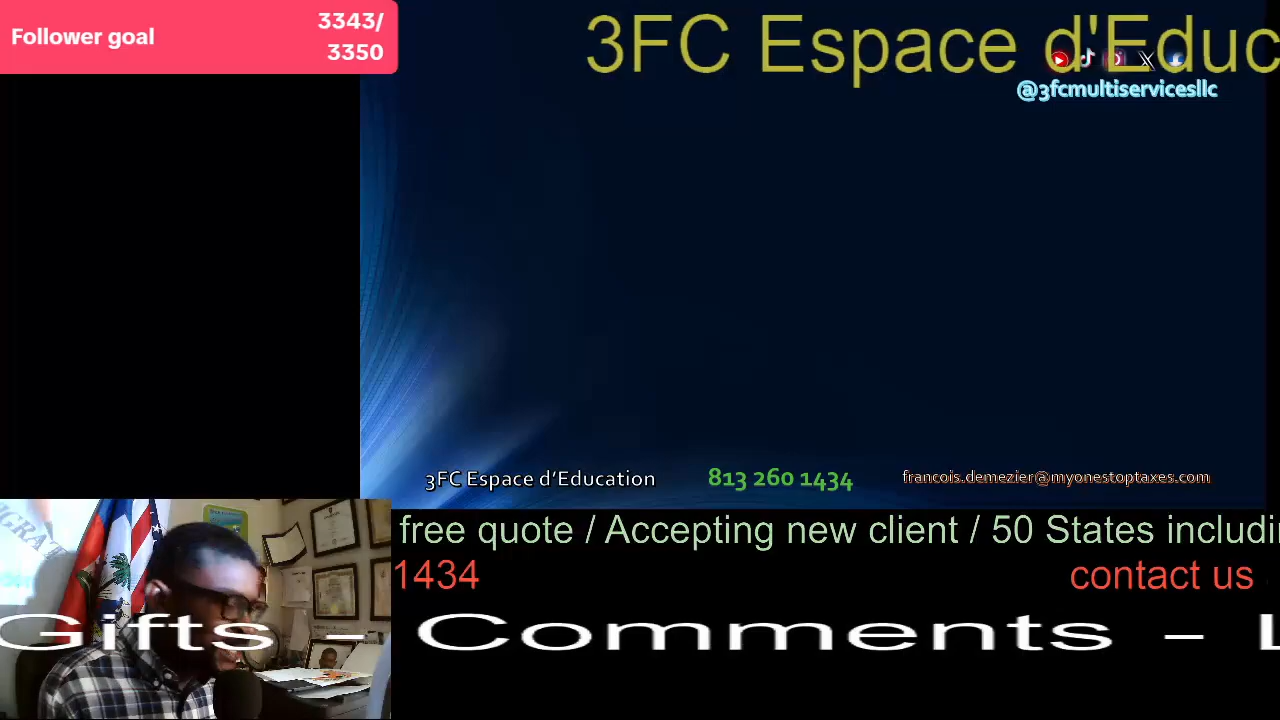 Follower goal
3343/
3350
3FC Espace d'Educ
@3fcmultiservicesllc
3FC Espace d’Education
813 260 1434
francois.demezier@myonestoptaxes.com
free quote / Accepting new client / 50 States includi
1434
contact us
Gifts - Comments - L